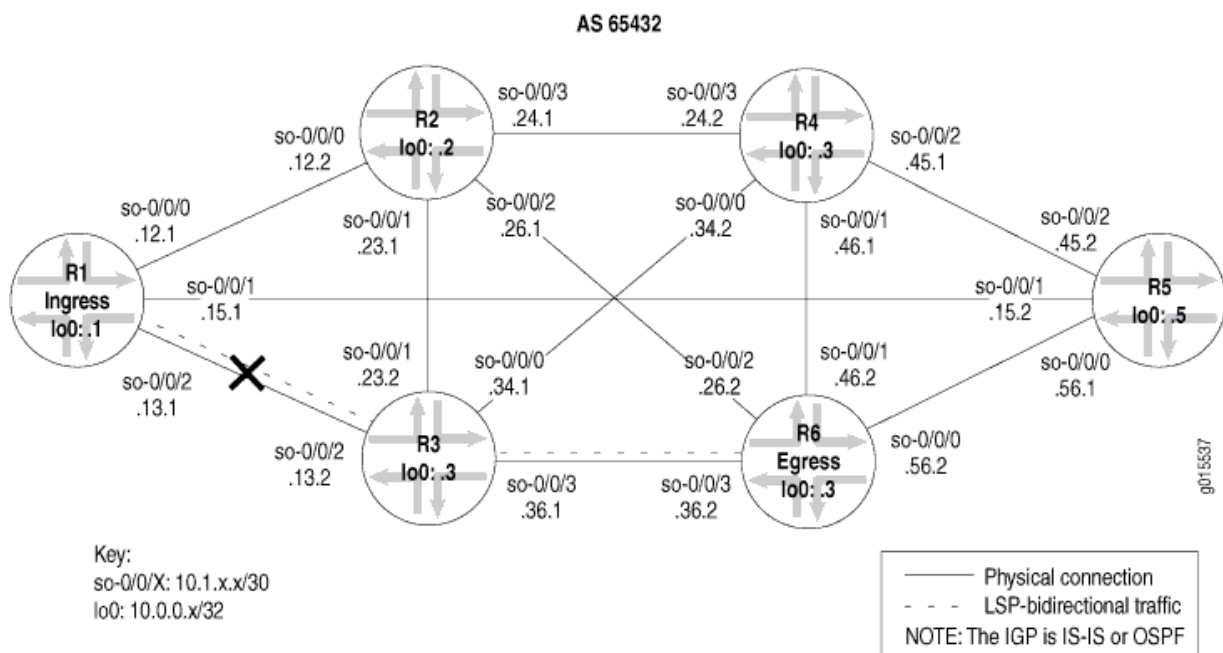 AS 65432
so-0/0/3
.24.1
so-0/0/3
.24.2
R2
lo0: .2
R4
lo0: .3
so-0/0/0
.12.2
so-0/0/2
.45.1
so-0/0/0
.12.1
so-0/0/1
.23.1
so-0/0/2
.26.1
so-0/0/0
.34.2
so-0/0/1
.46.1
so-0/0/2
.45.2
R1
Ingress
lo0: .1
so-0/0/1
.15.1
so-0/0/1
.15.2
R5
lo0: .5
so-0/0/2
.13.1
so-0/0/1
.23.2
so-0/0/0
.34.1
so-0/0/2
.26.2
so-0/0/1
.46.2
so-0/0/0
.56.1
so-0/0/2
.13.2
R3
lo0: .3
R6
Egress
lo0: .3
so-0/0/0
.56.2
so-0/0/3
.36.1
so-0/0/3
.36.2
g015537
Key:
so-0/0/X: 10.1.x.x/30
lo0: 10.0.0.x/32
Physical connection
LSP-bidirectional traffic
NOTE: The IGP is IS-IS or OSPF